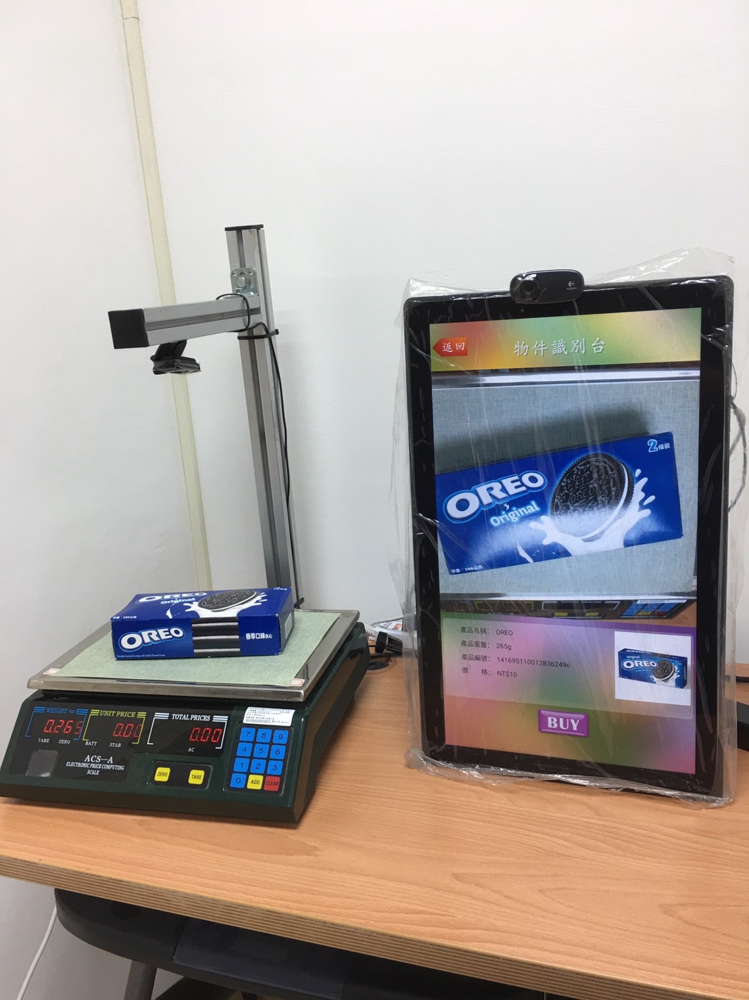 返回
物件識別台
2條裝
OREO
Original
OREO
產品名稱： OREO
產品重量： 265g
產品編號： 1416951100128362496
價　　格： NT$10
Original
OREO
BUY
logitech
OREO
Original
OREO
香草口味夾心
WEIGHT
UNIT PRICE
TOTAL PRICES
0.265
0.00
0.00
TARE ZERO BATT STAB AC
ACS—A
ELECTRONIC PRICE COMPUTING
SCALE
ZERO
TARE
7 8 9
4 5 6
1 2 3
0 ADD CLEAR